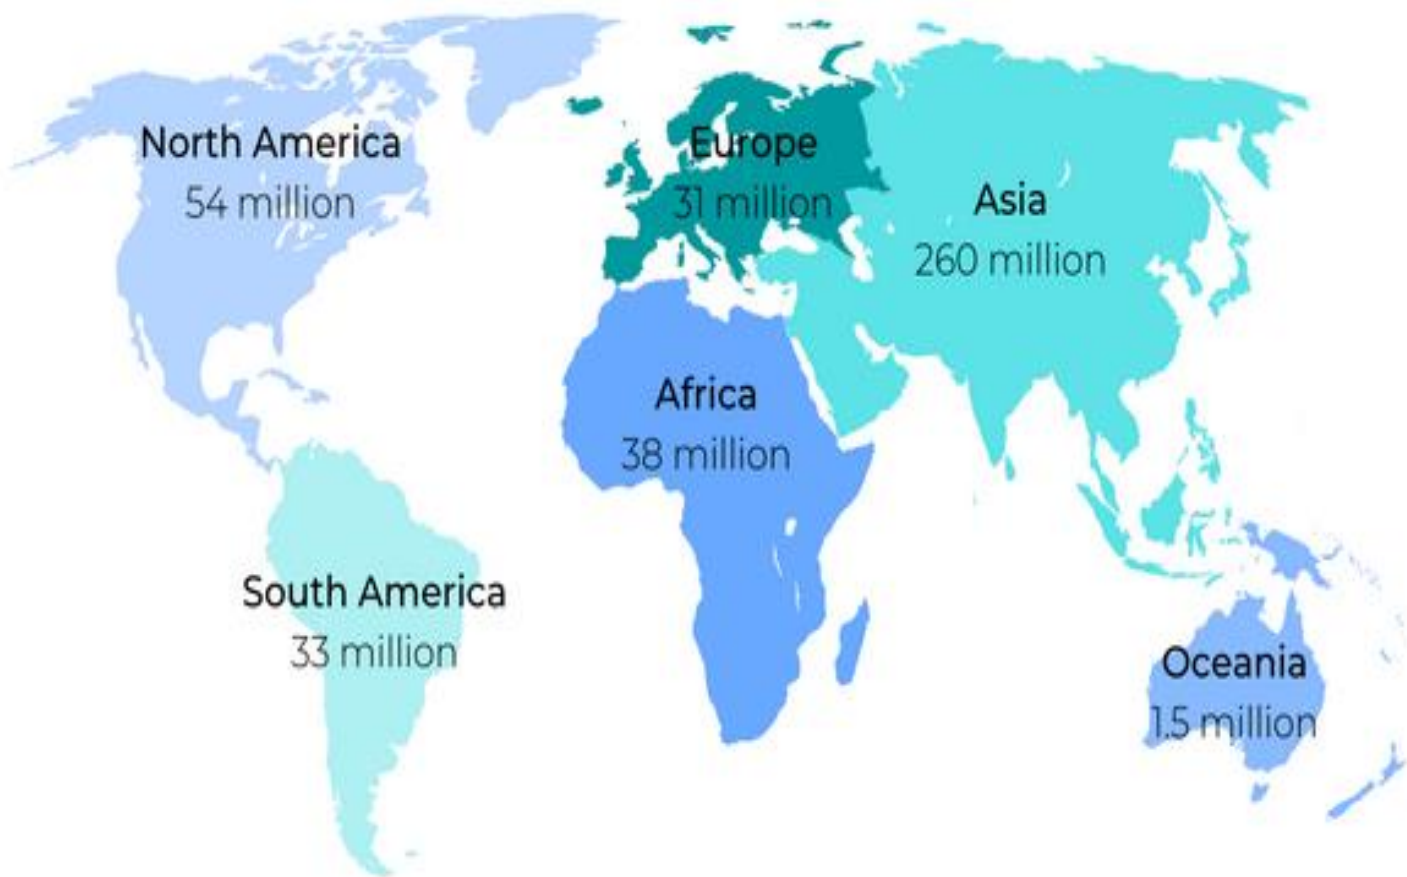 North America
54 million
Europe
31 million
Asia
260 million
Africa
38 million
South America
33 million
Oceania
1.5 million